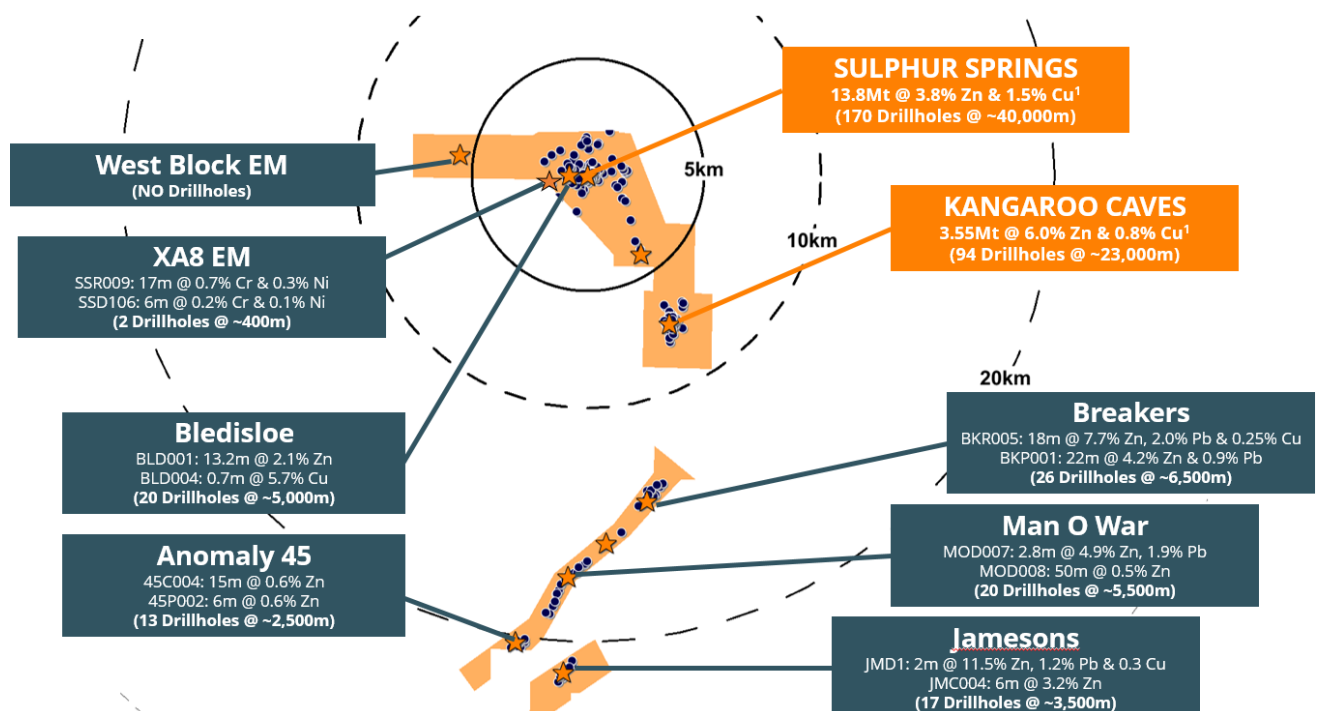 SULPHUR SPRINGS
13.8Mt @ 3.8% Zn & 1.5% Cu¹
(170 Drillholes @ ~40,000m)
West Block EM
(NO Drillholes)
5km
KANGAROO CAVES
3.55Mt @ 6.0% Zn & 0.8% Cu¹
(94 Drillholes @ ~23,000m)
10km
XA8 EM
SSR009: 17m @ 0.7% Cr & 0.3% Ni
SSD106: 6m @ 0.2% Cr & 0.1% Ni
(2 Drillholes @ ~400m)
20km
Bledisloe
BLD001: 13.2m @ 2.1% Zn
BLD004: 0.7m @ 5.7% Cu
(20 Drillholes @ ~5,000m)
Breakers
BKR005: 18m @ 7.7% Zn, 2.0% Pb & 0.25% Cu
BKP001: 22m @ 4.2% Zn & 0.9% Pb
(26 Drillholes @ ~6,500m)
Anomaly 45
45C004: 15m @ 0.6% Zn
45P002: 6m @ 0.6% Zn
(13 Drillholes @ ~2,500m)
Man O War
MOD007: 2.8m @ 4.9% Zn, 1.9% Pb
MOD008: 50m @ 0.5% Zn
(20 Drillholes @ ~5,500m)
Jamesons
JMD1: 2m @ 11.5% Zn, 1.2% Pb & 0.3 Cu
JMC004: 6m @ 3.2% Zn
(17 Drillholes @ ~3,500m)